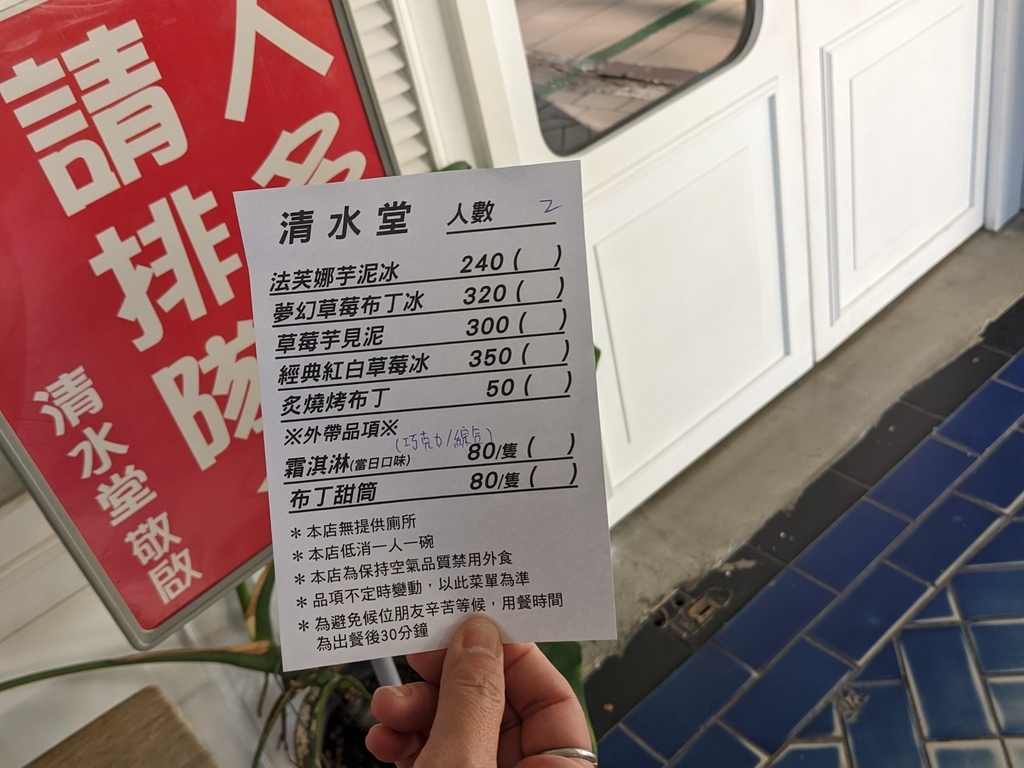 人多
請排隊
清水堂敬啟
清水堂 人數 2
法芙娜芋泥冰 240 ( )
夢幻草莓布丁冰 320 ( )
草莓芋見泥 300 ( )
經典紅白草莓冰 350 ( )
炙燒烤布丁 50 ( )
※外帶品項※
(巧克力/綜合)
霜淇淋(當日口味) 80/隻 ( )
布丁甜筒 80/隻 ( )
＊本店無提供廁所
＊本店低消一人一碗
＊本店為保持空氣品質禁用外食
＊品項不定時變動，以此菜單為準
＊為避免候位朋友辛苦等候，用餐時間
為出餐後30分鐘